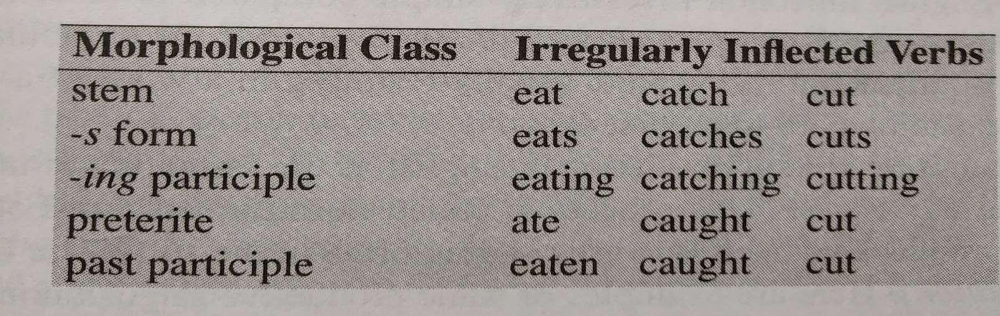 Morphological Class Irregularly Inflected Verbs
stem eat catch cut
-s form eats catches cuts
-ing participle eating catching cutting
preterite ate caught cut
past participle eaten caught cut